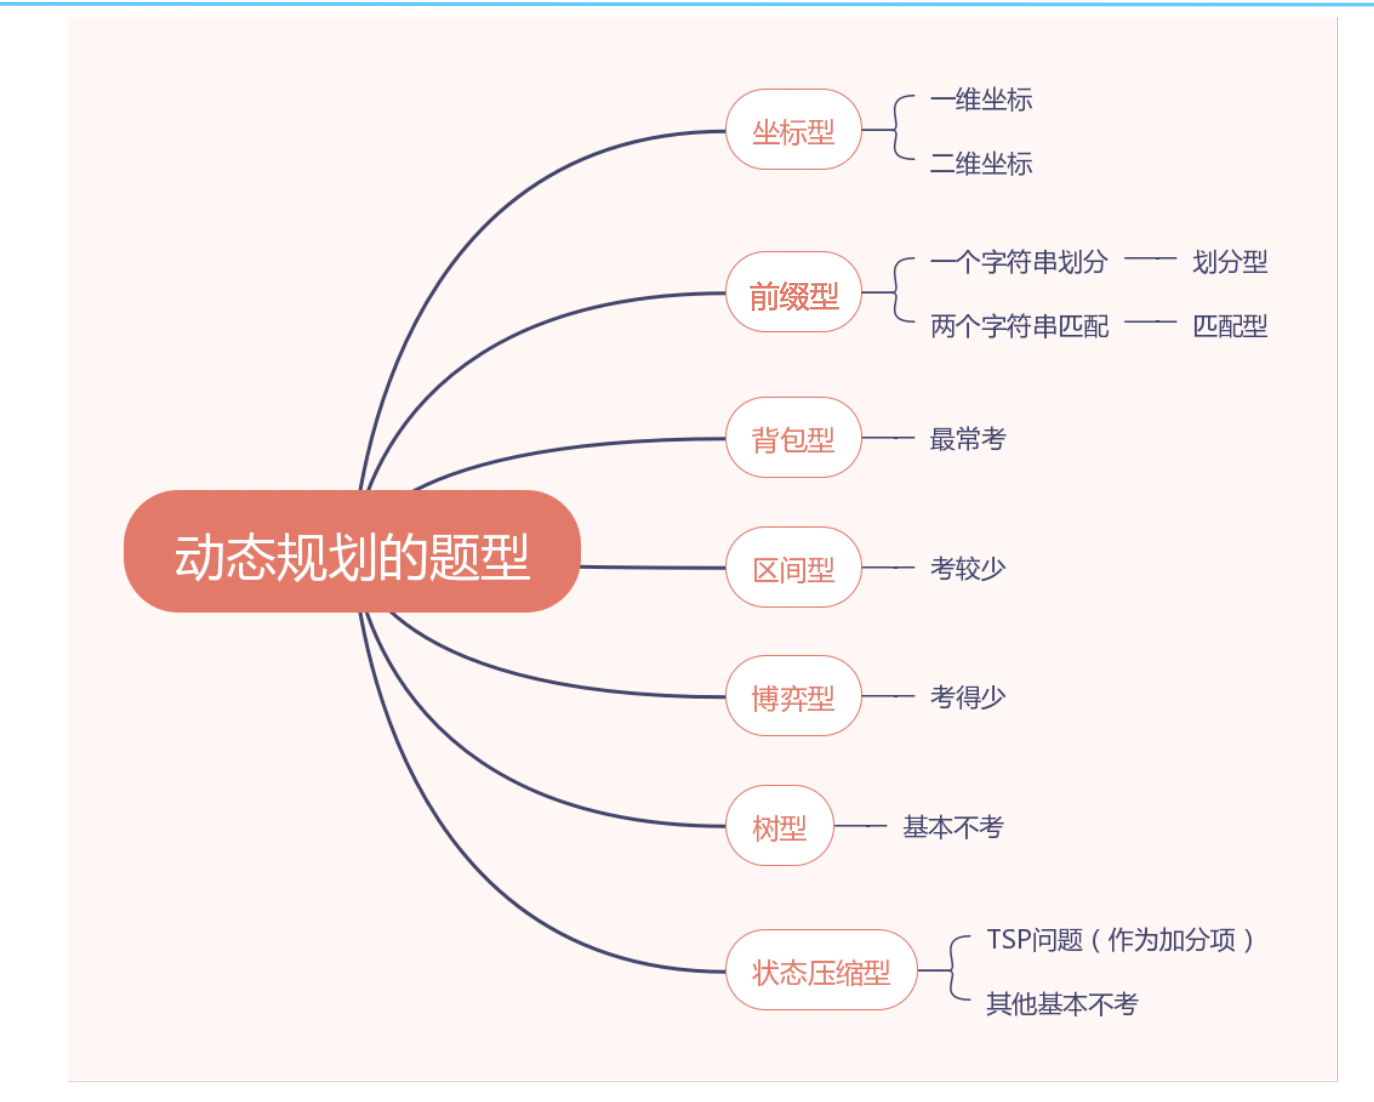 动态规划的题型
坐标型
一维坐标
二维坐标
前缀型
一个字符串划分
划分型
两个字符串匹配
匹配型
背包型
最常考
区间型
考较少
博弈型
考得少
树型
基本不考
状态压缩型
TSP问题（作为加分项）
其他基本不考